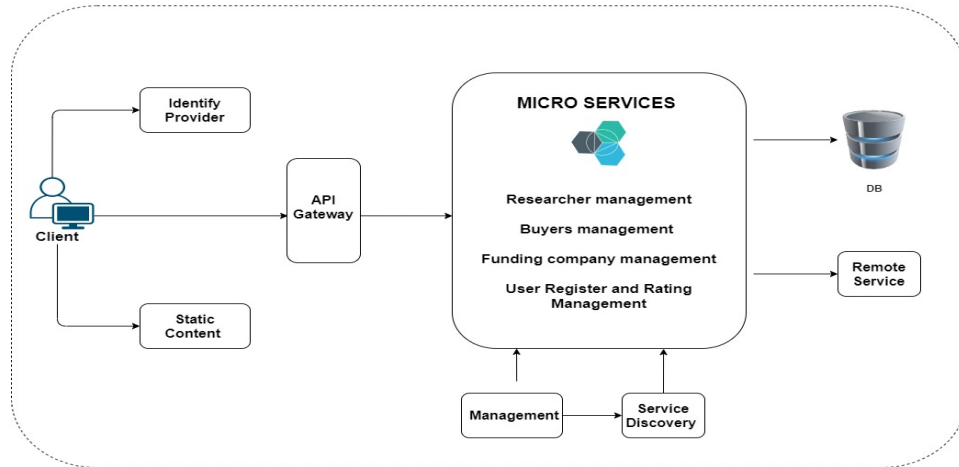 Identify
Provider
Client
Static
Content
API
Gateway
MICRO SERVICES
Researcher management
Buyers management
Funding company management
User Register and Rating
Management
DB
Remote
Service
Management
Service
Discovery